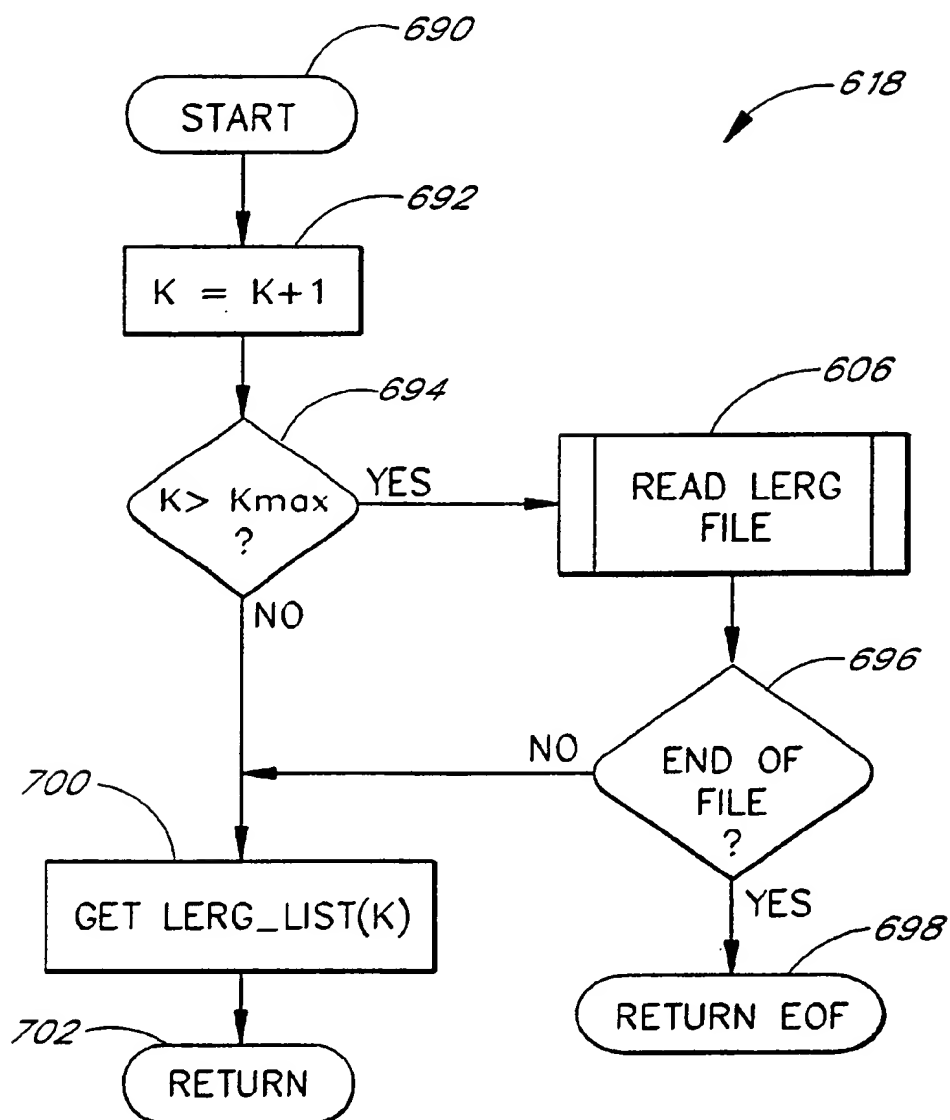 690
START
618
692
K = K+1
694
606
K> Kmax
?
YES
READ LERG
FILE
NO
696
NO
END OF
FILE
?
700
GET LERG_LIST(K)
YES
698
RETURN EOF
702
RETURN